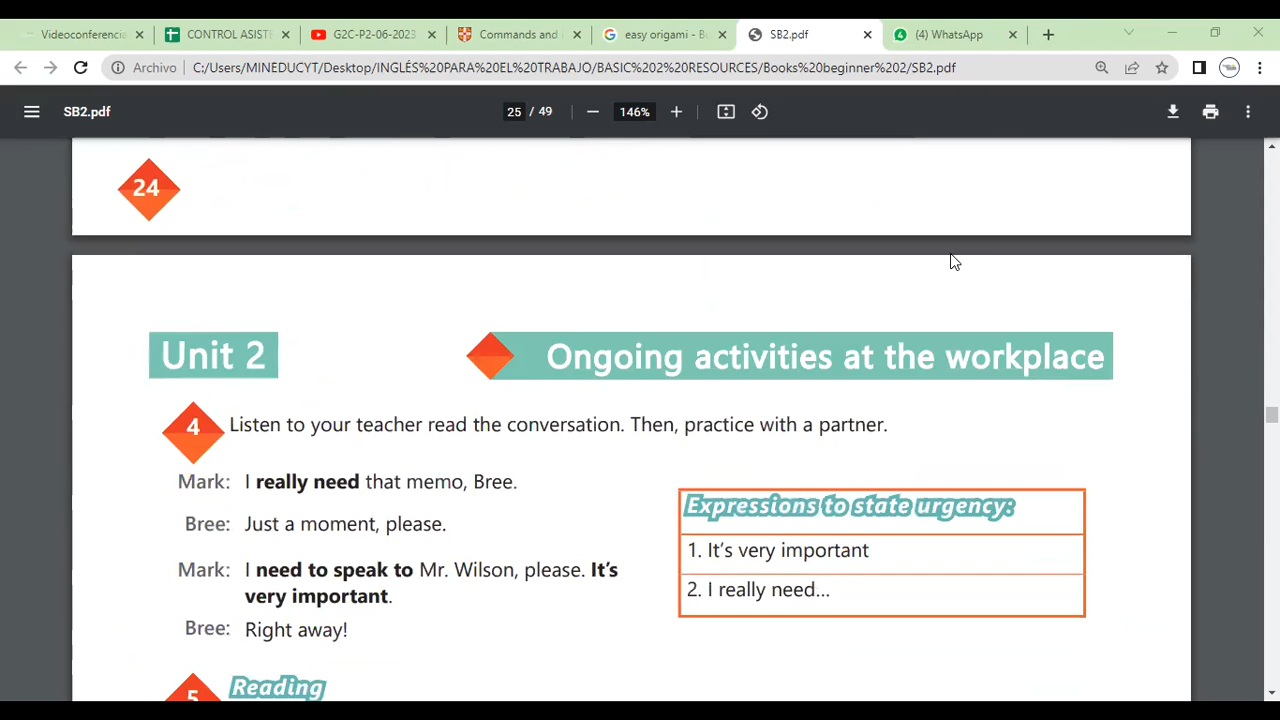 Videoconferencia
CONTROL ASISTE
G2C-P2-06-2023
Commands and
easy origami - Bu
SB2.pdf
(4) WhatsApp
Archivo
C:/Users/MINEDUCYT/Desktop/INGLÉS%20PARA%20EL%20TRABAJO/BASIC%202%20RESOURCES/Books%20beginner%202/SB2.pdf
SB2.pdf
25 / 49
146%
24
Unit 2
Ongoing activities at the workplace
4 Listen to your teacher read the conversation. Then, practice with a partner.
Mark: I really need that memo, Bree.
Bree: Just a moment, please.
Mark: I need to speak to Mr. Wilson, please. It's
very important.
Bree: Right away!
Expressions to state urgency:
1. It's very important
2. I really need...
5 Reading